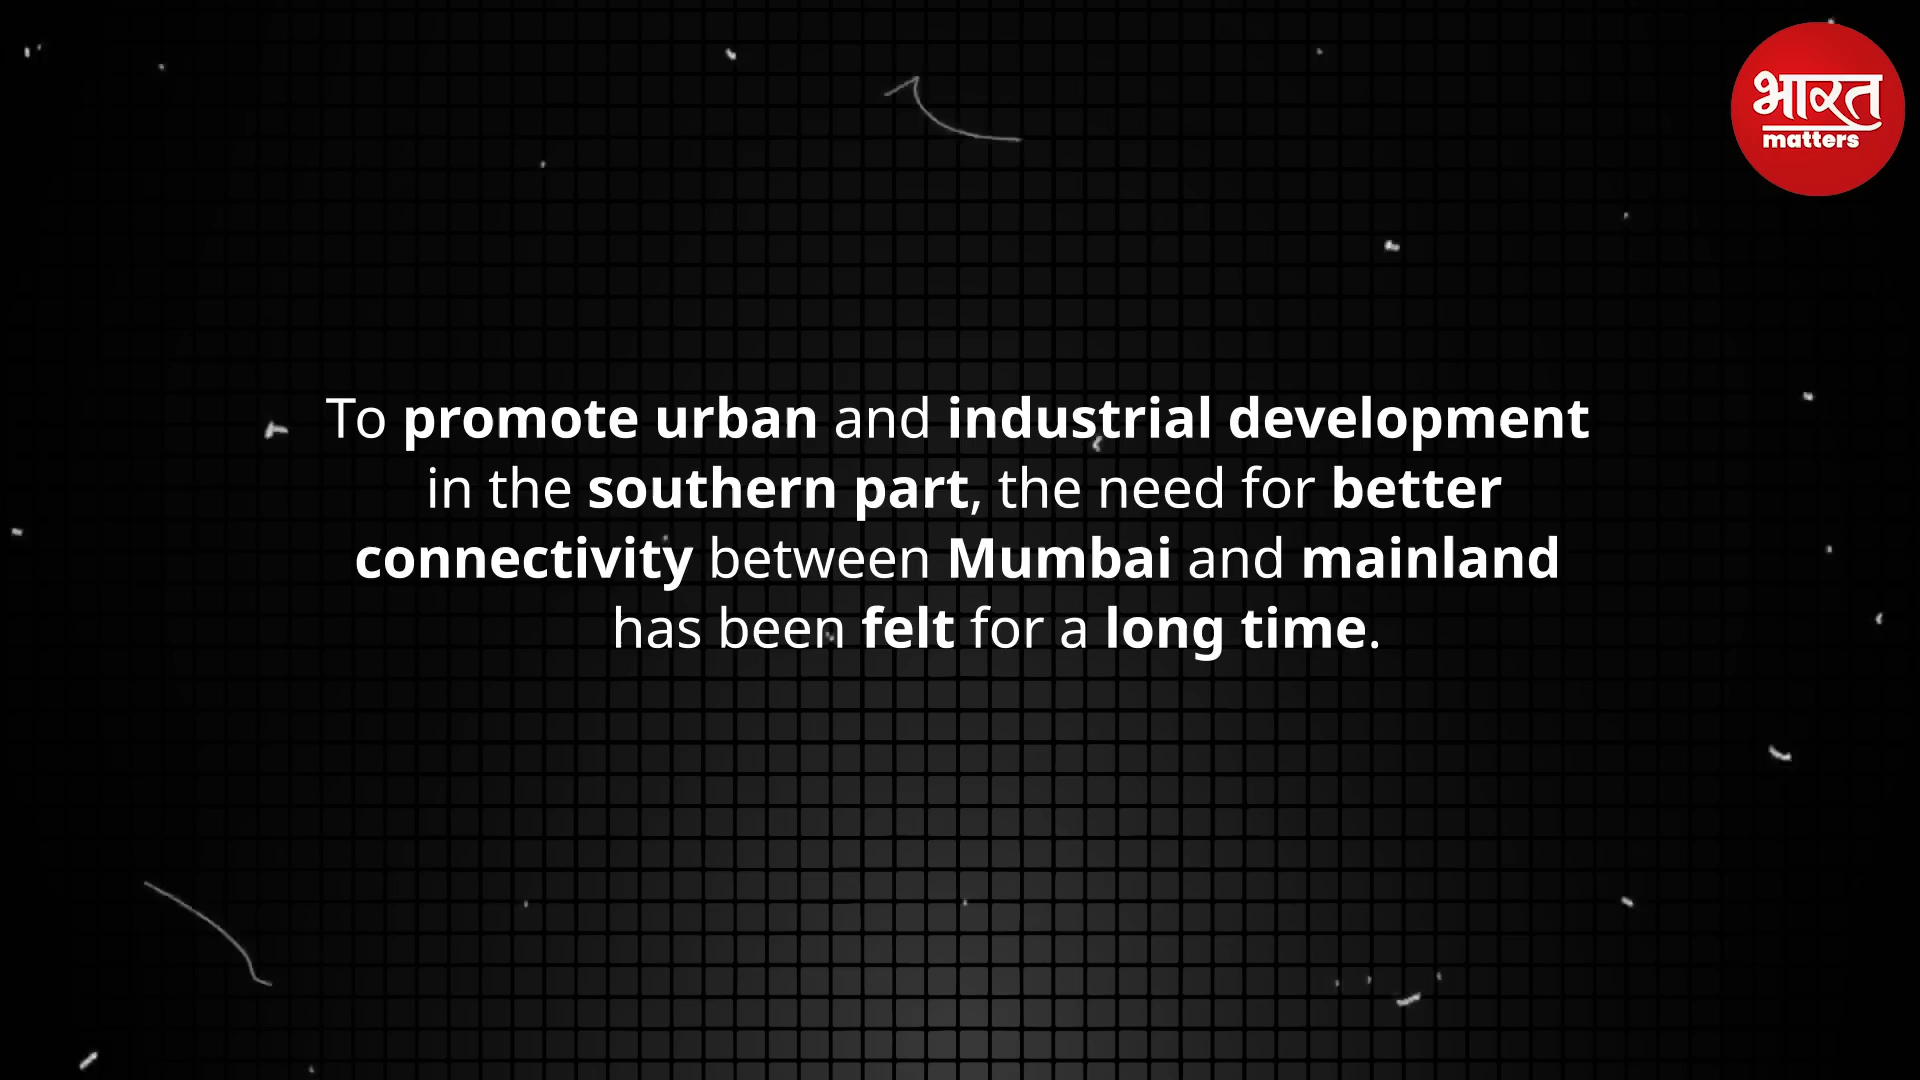 भारत
matters
To promote urban and industrial development
in the southern part, the need for better
connectivity between Mumbai and mainland
has been felt for a long time.